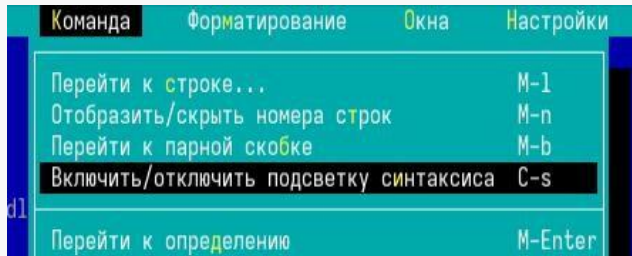 Команда Форматирование Окна Настройки
Перейти к строке... M-l
Отобразить/скрыть номера строк M-n
Перейти к парной скобке M-b
Включить/отключить подсветку синтаксиса C-s
dl
Перейти к определению M-Enter